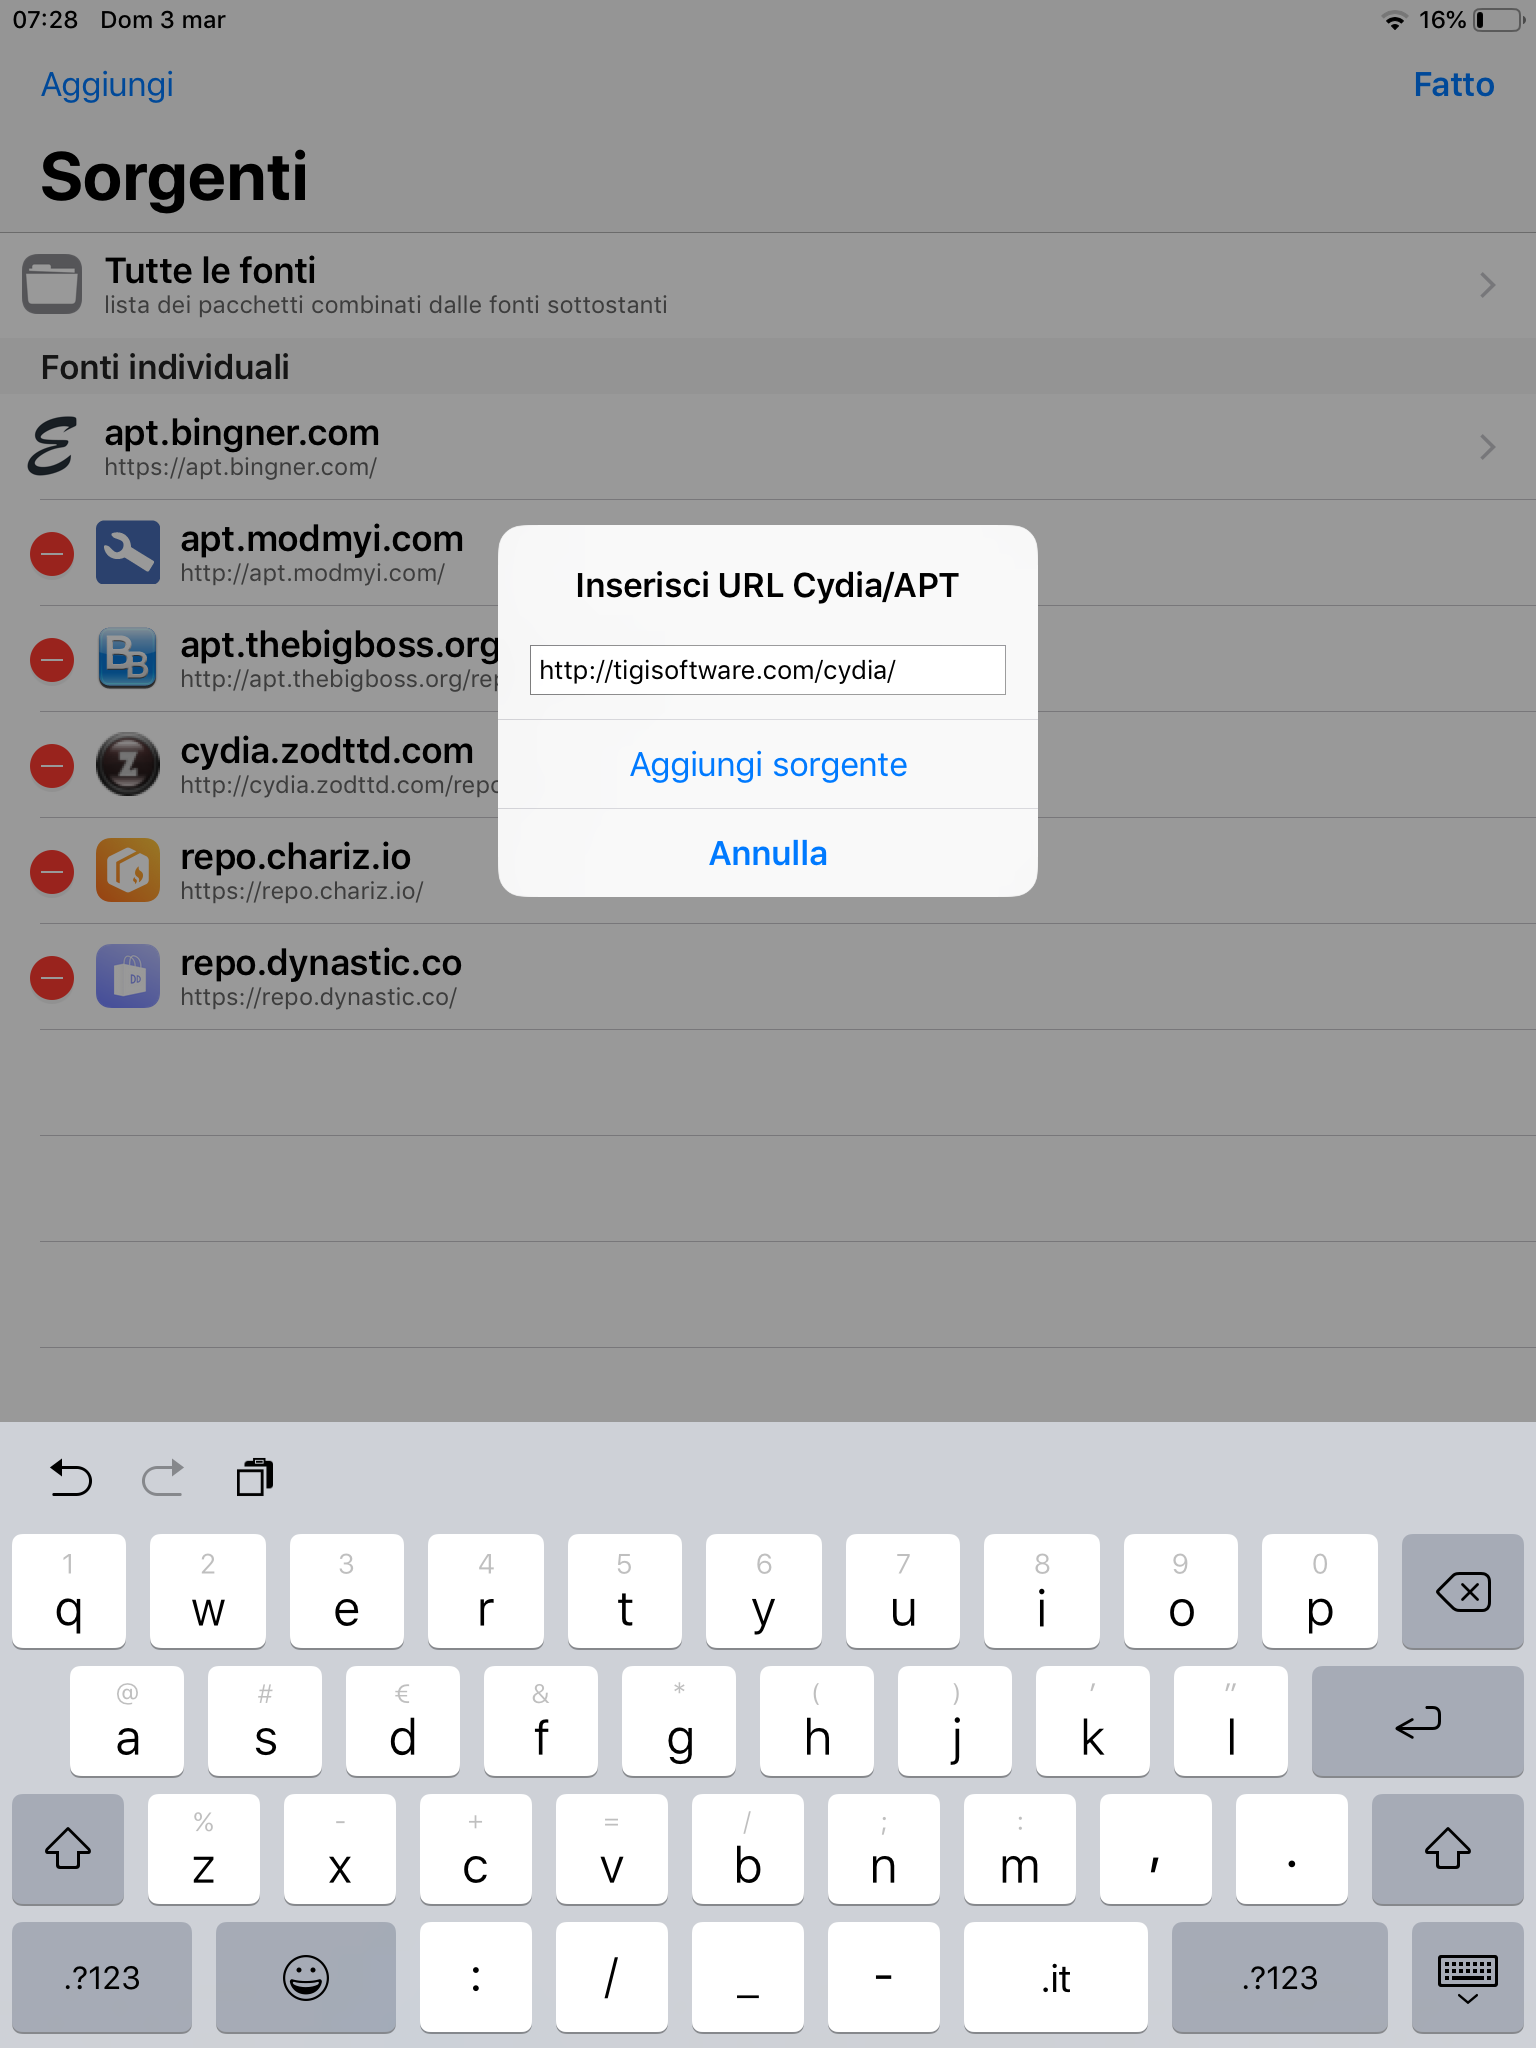 07:28 Dom 3 mar 16%
Aggiungi Fatto
Sorgenti
Tutte le fonti
lista dei pacchetti combinati dalle fonti sottostanti
Fonti individuali
apt.bingner.com
https://apt.bingner.com/
apt.modmyi.com
http://apt.modmyi.com/
apt.thebigboss.org
http://apt.thebigboss.org/rep
cydia.zodttd.com
http://cydia.zodttd.com/repo
repo.chariz.io
https://repo.chariz.io/
repo.dynastic.co
https://repo.dynastic.co/
Inserisci URL Cydia/APT
http://tigisoftware.com/cydia/
Aggiungi sorgente
Annulla
1 2 3 4 5 6 7 8 9 0
q w e r t y u i o p
@ # € & * ( ) ' "
a s d f g h j k l
% - + = / ; :
z x c v b n m , .
.?123 : / _ - .it .?123